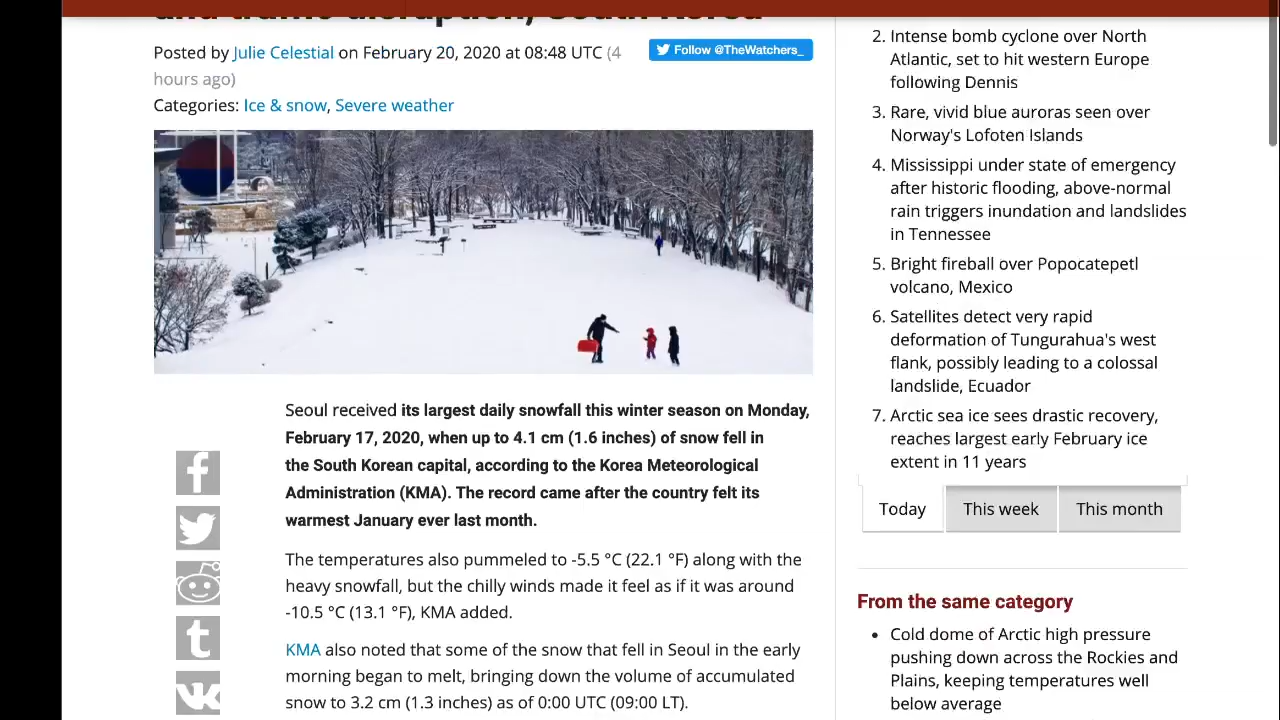 and traffic disruption, South Korea
Posted by Julie Celestial on February 20, 2020 at 08:48 UTC (4
hours ago)
Follow @TheWatchers_
Categories: Ice & snow, Severe weather
Seoul received its largest daily snowfall this winter season on Monday,
February 17, 2020, when up to 4.1 cm (1.6 inches) of snow fell in
the South Korean capital, according to the Korea Meteorological
Administration (KMA). The record came after the country felt its
warmest January ever last month.
The temperatures also pummeled to -5.5 °C (22.1 °F) along with the
heavy snowfall, but the chilly winds made it feel as if it was around
-10.5 °C (13.1 °F), KMA added.
KMA also noted that some of the snow that fell in Seoul in the early
morning began to melt, bringing down the volume of accumulated
snow to 3.2 cm (1.3 inches) as of 0:00 UTC (09:00 LT).
2. Intense bomb cyclone over North
Atlantic, set to hit western Europe
following Dennis
3. Rare, vivid blue auroras seen over
Norway's Lofoten Islands
4. Mississippi under state of emergency
after historic flooding, above-normal
rain triggers inundation and landslides
in Tennessee
5. Bright fireball over Popocatepetl
volcano, Mexico
6. Satellites detect very rapid
deformation of Tungurahua's west
flank, possibly leading to a colossal
landslide, Ecuador
7. Arctic sea ice sees drastic recovery,
reaches largest early February ice
extent in 11 years
Today
This week
This month
From the same category
• Cold dome of Arctic high pressure
pushing down across the Rockies and
Plains, keeping temperatures well
below average